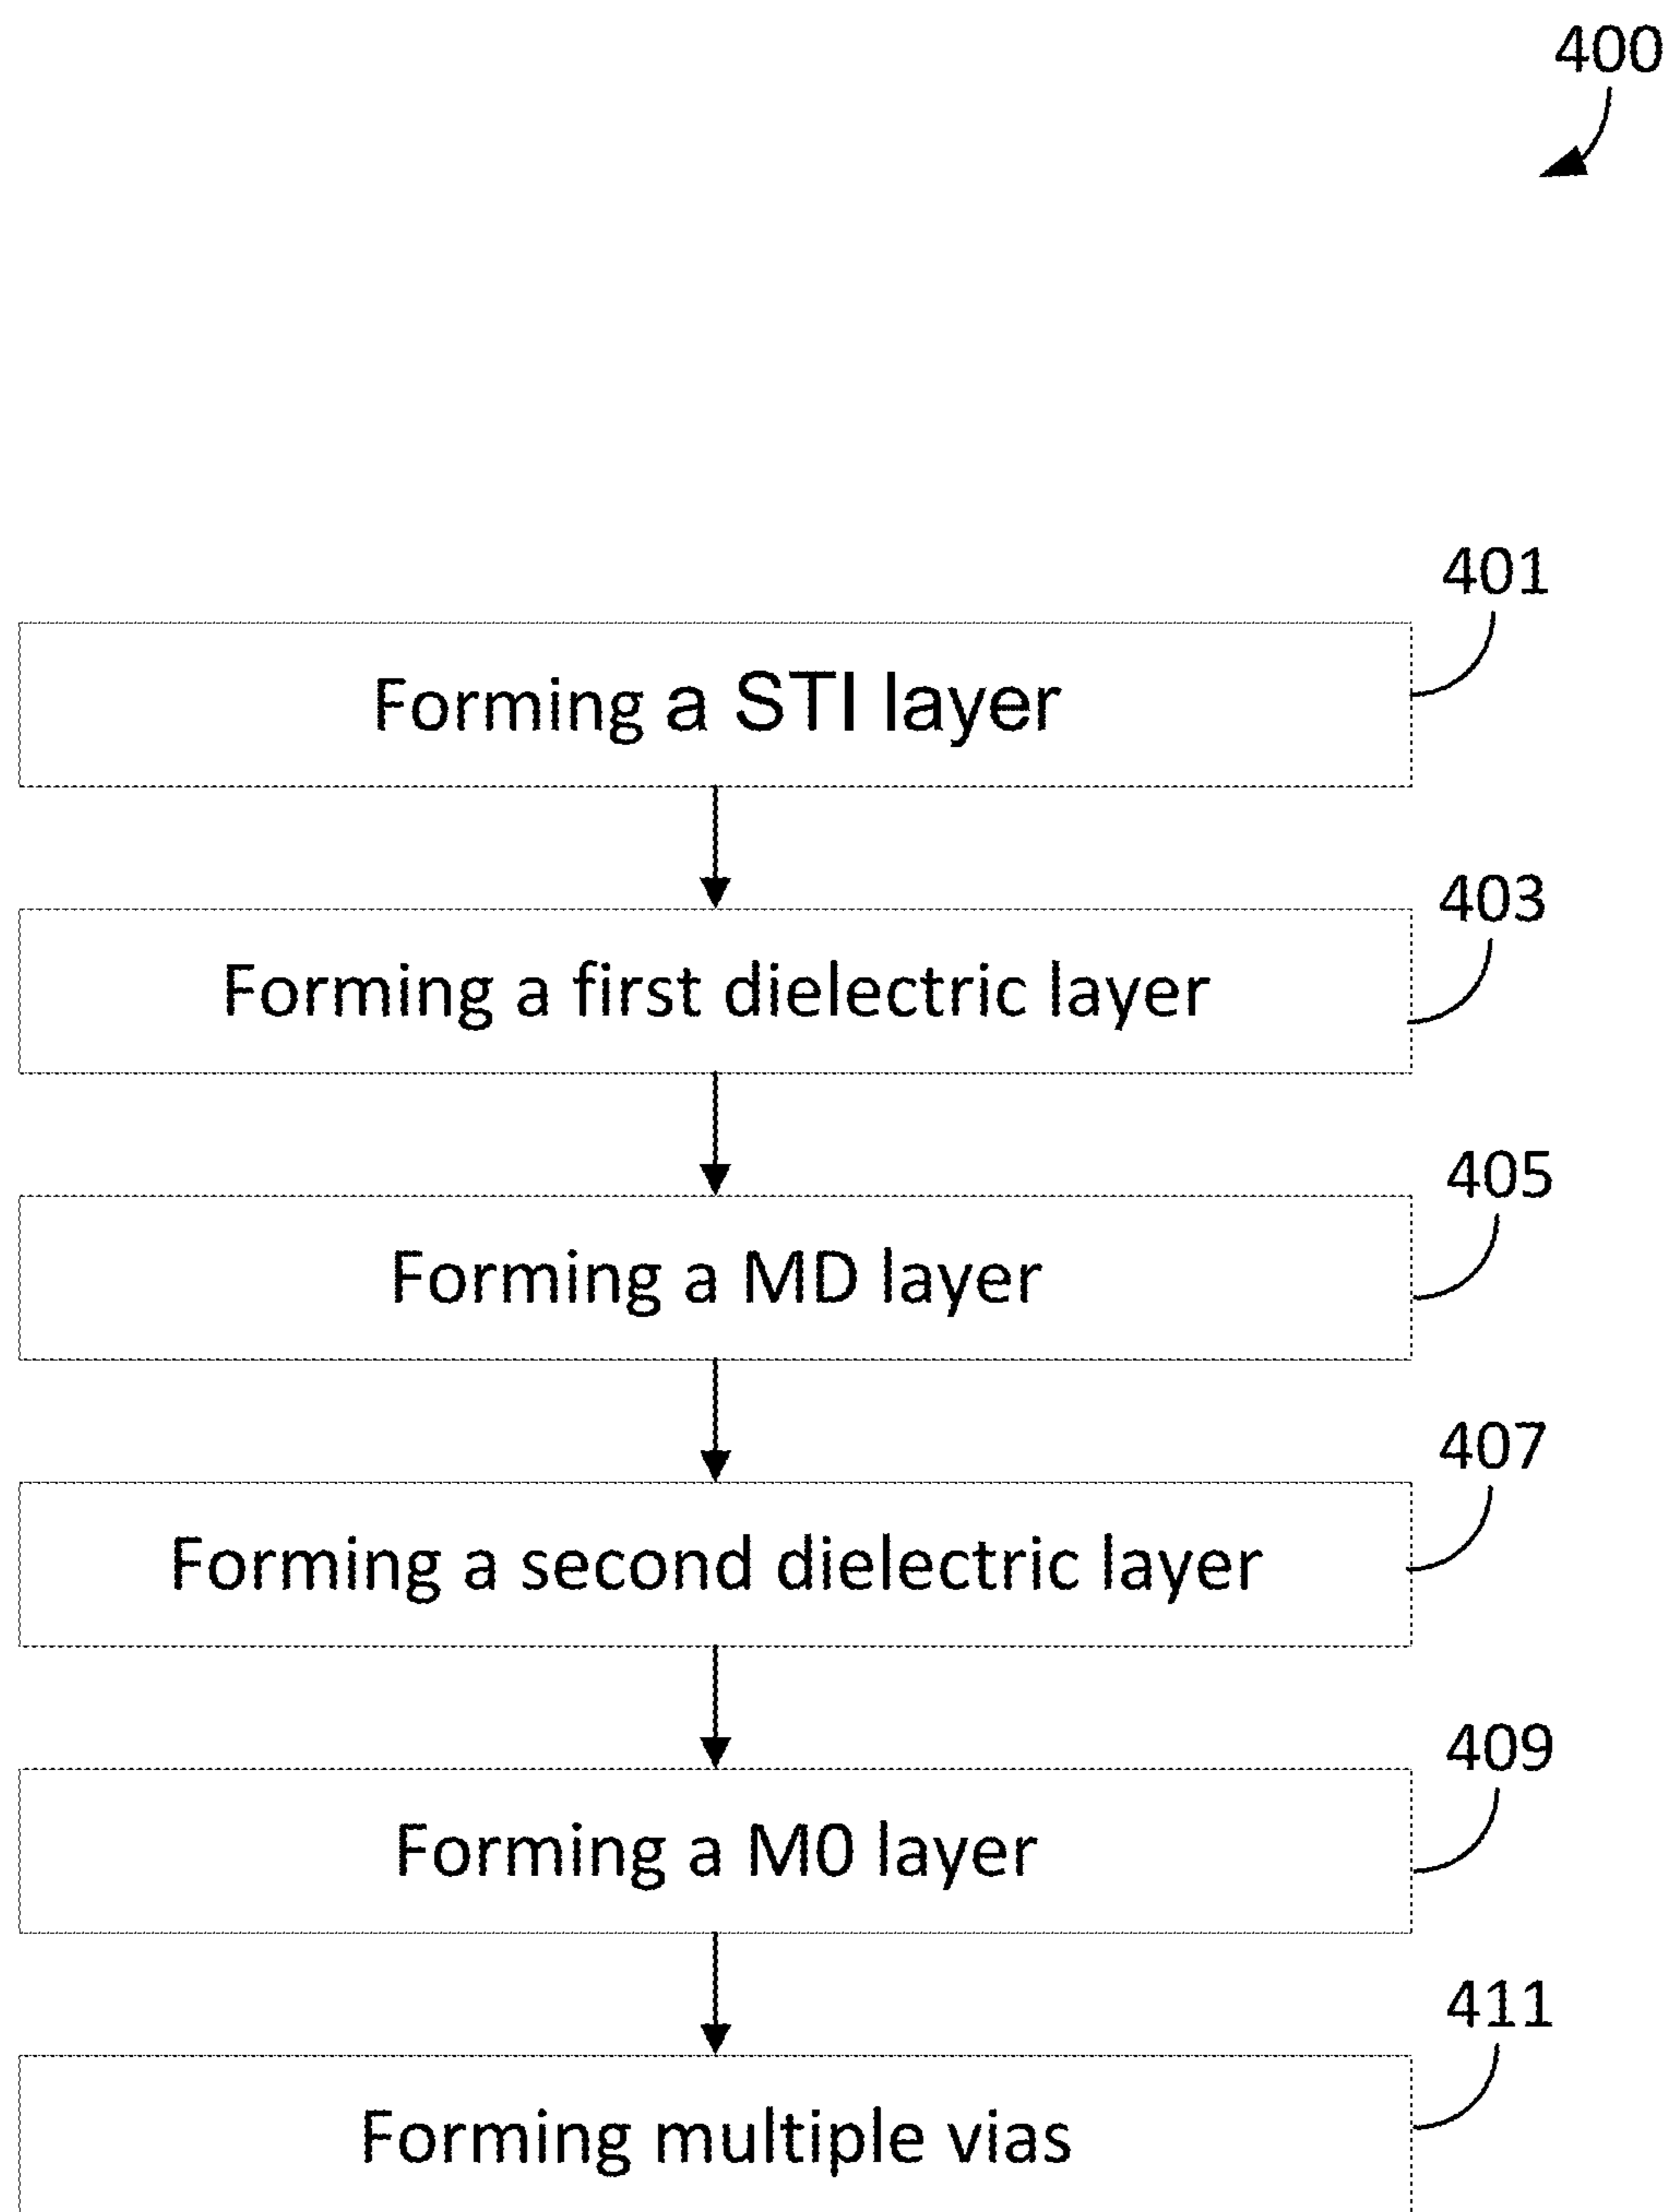 400
401
Forming a STI layer
403
Forming a first dielectric layer
405
Forming a MD layer
407
Forming a second dielectric layer
409
Forming a M0 layer
411
Forming multiple vias